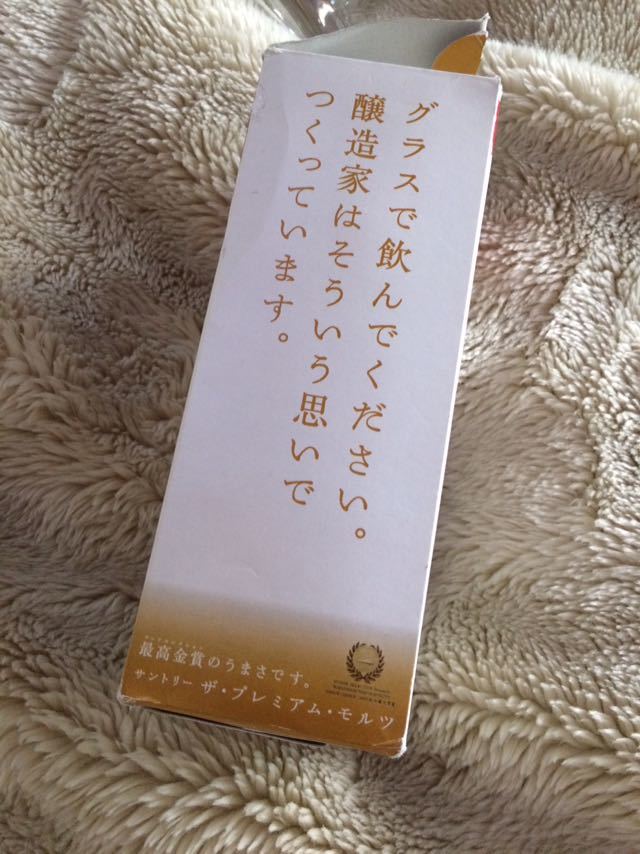 グラスで飲んでください。
醸造家はそういう思いで
つくっています。
最高金賞のうまさです。
サントリー ザ・プレミアム・モルツ